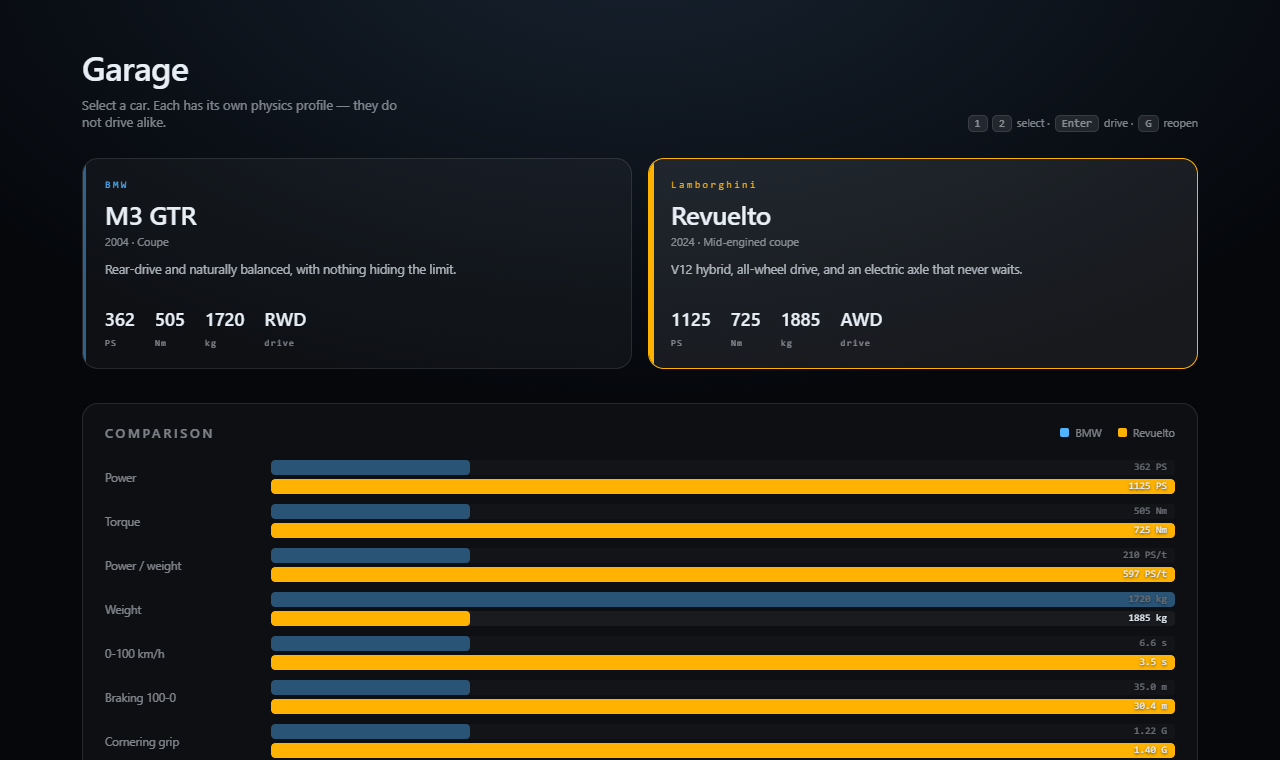 Garage
Select a car. Each has its own physics profile — they do
not drive alike.
1 2 select · Enter drive · G reopen
BMW
M3 GTR
2004 · Coupe
Rear-drive and naturally balanced, with nothing hiding the limit.
362 505 1720 RWD
PS Nm kg drive
Lamborghini
Revuelto
2024 · Mid-engined coupe
V12 hybrid, all-wheel drive, and an electric axle that never waits.
1125 725 1885 AWD
PS Nm kg drive
COMPARISON
BMW Revuelto
Power
362 PS
1125 PS
Torque
505 Nm
725 Nm
Power / weight
210 PS/t
597 PS/t
Weight
1720 kg
1885 kg
0-100 km/h
6.6 s
3.5 s
Braking 100-0
35.0 m
30.4 m
Cornering grip
1.22 G
1.40 G